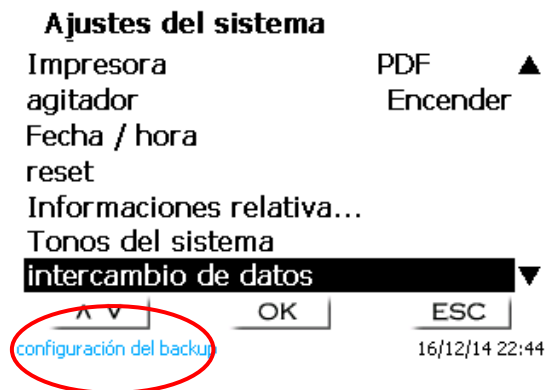 Ajustes del sistema
Impresora PDF ▲
agitador Encender
Fecha / hora
reset
Informaciones relativa...
Tonos del sistema
intercambio de datos ▼
∧ ∨ OK ESC
configuración del backup 16/12/14 22:44